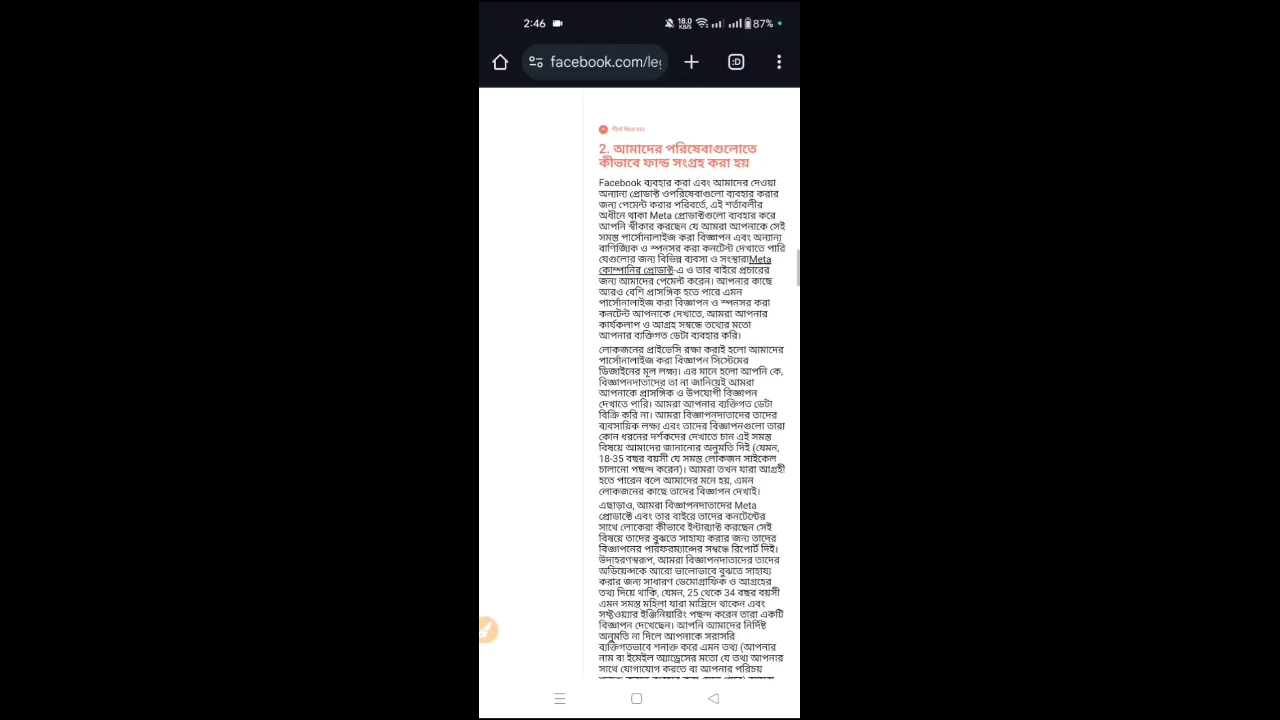 2:46
18.0
KB/S
87%
facebook.com/leg
:D
শীর্ষে ফিরে যান
2. আমাদের পরিষেবাগুলোতে
কীভাবে ফান্ড সংগ্রহ করা হয়
Facebook ব্যবহার করা এবং আমাদের দেওয়া
অন্যান্য প্রোডাক্ট ওপরিষেবাগুলো ব্যবহার করার
জন্য পেমেন্ট করার পরিবর্তে, এই শর্তাবলীর
অধীনে থাকা Meta প্রোডাক্টগুলো ব্যবহার করে
আপনি স্বীকার করছেন যে আমরা আপনাকে সেই
সমস্ত পার্সোনালাইজ করা বিজ্ঞাপন এবং অন্যান্য
বাণিজ্যিক ও স্পনসর করা কনটেন্ট দেখাতে পারি
যেগুলোর জন্য বিভিন্ন ব্যবসা ও সংস্থারাMeta
কোম্পানির প্রোডাক্ট-এ ও তার বাইরে প্রচারের
জন্য আমাদের পেমেন্ট করেন। আপনার কাছে
আরও বেশি প্রাসঙ্গিক হতে পারে এমন
পার্সোনালাইজ করা বিজ্ঞাপন ও স্পনসর করা
কনটেন্ট আপনাকে দেখাতে, আমরা আপনার
কার্যকলাপ ও আগ্রহ সম্বন্ধে তথ্যের মতো
আপনার ব্যক্তিগত ডেটা ব্যবহার করি।
লোকজনের প্রাইভেসি রক্ষা করাই হলো আমাদের
পার্সোনালাইজ করা বিজ্ঞাপন সিস্টেমের
ডিজাইনের মূল লক্ষ্য। এর মানে হলো আপনি কে,
বিজ্ঞাপনদাতাদের তা না জানিয়েই আমরা
আপনাকে প্রাসঙ্গিক ও উপযোগী বিজ্ঞাপন
দেখাতে পারি। আমরা আপনার ব্যক্তিগত ডেটা
বিক্রি করি না। আমরা বিজ্ঞাপনদাতাদের তাদের
ব্যবসায়িক লক্ষ্য এবং তাদের বিজ্ঞাপনগুলো তারা
কোন ধরনের দর্শকদের দেখাতে চান এই সমস্ত
বিষয়ে আমাদের জানানোর অনুমতি দিই (যেমন,
18-35 বছর বয়সী যে সমস্ত লোকজন সাইকেল
চালানো পছন্দ করেন)। আমরা তখন যারা আগ্রহী
হতে পারেন বলে আমাদের মনে হয়, এমন
লোকজনের কাছে তাদের বিজ্ঞাপন দেখাই।
এছাড়াও, আমরা বিজ্ঞাপনদাতাদের Meta
প্রোডাক্টে এবং তার বাইরে তাদের কনটেন্টের
সাথে লোকেরা কীভাবে ইন্টার‍্যাক্ট করছেন সেই
বিষয়ে তাদের বুঝতে সাহায্য করার জন্য তাদের
বিজ্ঞাপনের পারফরম্যান্সের সম্বন্ধে রিপোর্ট দিই।
উদাহরণস্বরূপ, আমরা বিজ্ঞাপনদাতাদের তাদের
অডিয়েন্সকে আরো ভালোভাবে বুঝতে সাহায্য
করার জন্য সাধারণ ডেমোগ্রাফিক ও আগ্রহের
তথ্য দিয়ে থাকি, যেমন, 25 থেকে 34 বছর বয়সী
এমন সমস্ত মহিলা যারা মাদ্রিদে থাকেন এবং
সফ্টওয়্যার ইঞ্জিনিয়ারিং পছন্দ করেন তারা একটি
বিজ্ঞাপন দেখেছেন। আপনি আমাদের নির্দিষ্ট
অনুমতি না দিলে আপনাকে সরাসরি
ব্যক্তিগতভাবে শনাক্ত করে এমন তথ্য (আপনার
নাম বা ইমেইল অ্যাড্রেসের মতো যে তথ্য আপনার
সাথে যোগাযোগ করতে বা আপনার পরিচয়